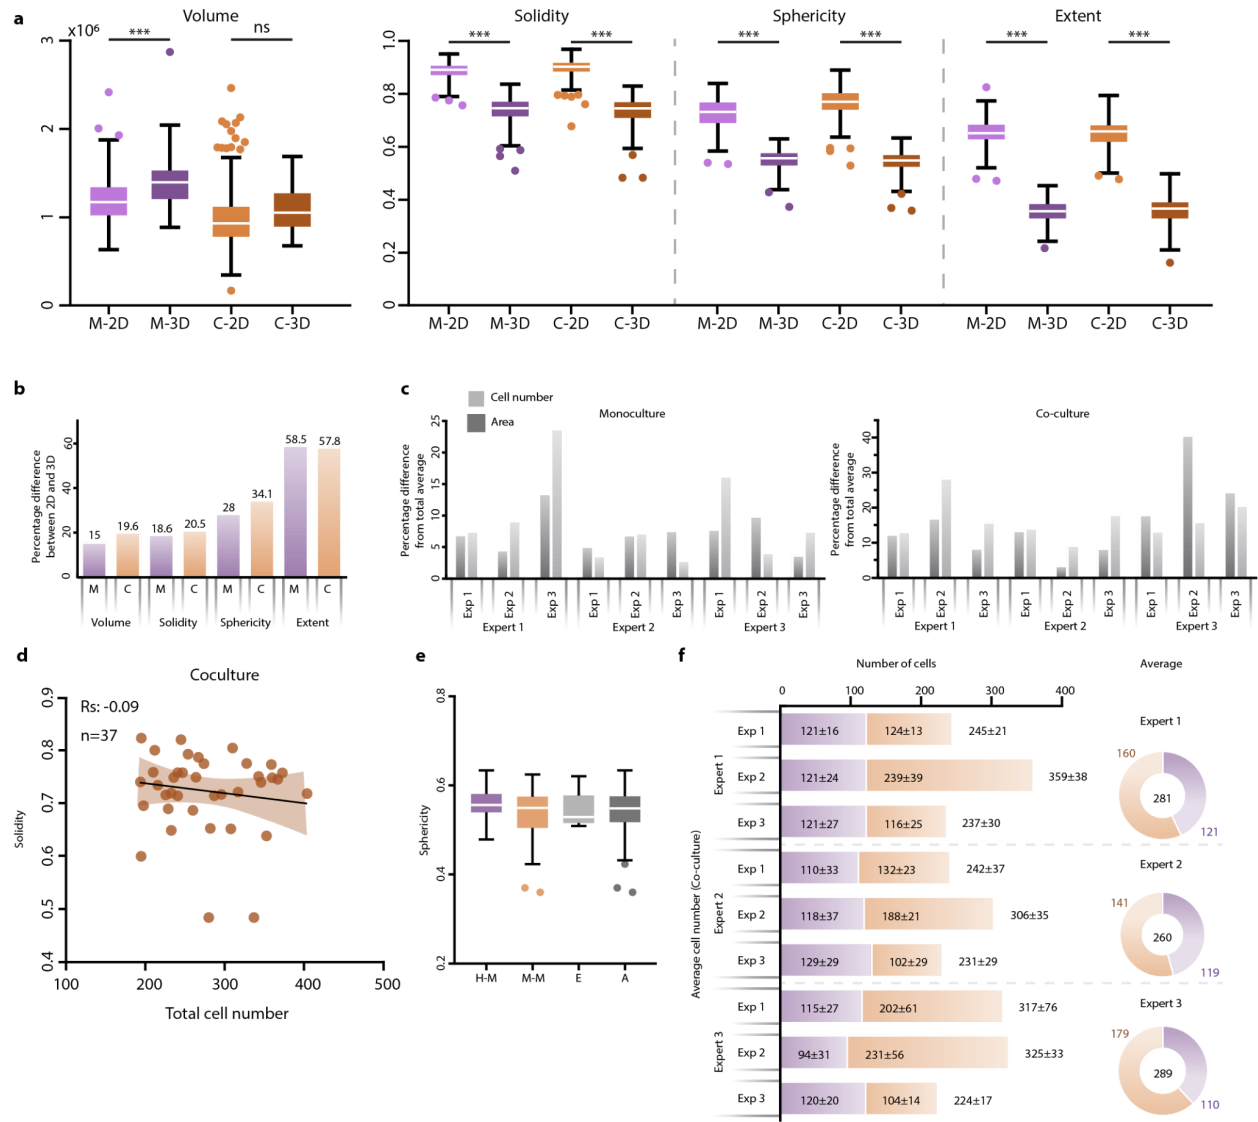 a
Volume
Solidity
Sphericity
Extent
x10⁶
*** ns
*** *** *** *** *** ***
3
2
1
0
1.0
0.8
0.6
0.4
0.2
0
M-2D M-3D C-2D C-3D
M-2D M-3D C-2D C-3D
M-2D M-3D C-2D C-3D
M-2D M-3D C-2D C-3D
b
Percentage difference
between 2D and 3D
60
40
20
0
15 19.6 18.6 20.5 28 34.1 58.5 57.8
M C M C M C M C
Volume Solidity Sphericity Extent
c
Cell number
Area
Monoculture
Percentage difference
from total average
25
20
15
10
5
0
Exp 1 Exp 2 Exp 3 Exp 1 Exp 2 Exp 3 Exp 1 Exp 2 Exp 3
Expert 1 Expert 2 Expert 3
Co-culture
Percentage difference
from total average
40
30
20
10
0
Exp 1 Exp 2 Exp 3 Exp 1 Exp 2 Exp 3 Exp 1 Exp 2 Exp 3
Expert 1 Expert 2 Expert 3
d
Coculture
Rs: -0.09
n=37
Solidity
0.9
0.8
0.7
0.6
0.5
0.4
100 200 300 400 500
Total cell number
e
Sphericity
0.8
0.6
0.4
0.2
H-M M-M E A
f
Number of cells
Average
0 100 200 300 400
Average cell number (Co-culture)
Expert 1
Exp 1 121±16 124±13 245±21
Exp 2 121±24 239±39 359±38
Exp 3 121±27 116±25 237±30
Expert 2
Exp 1 110±33 132±23 242±37
Exp 2 118±37 188±21 306±35
Exp 3 129±29 102±29 231±29
Expert 3
Exp 1 115±27 202±61 317±76
Exp 2 94±31 231±56 325±33
Exp 3 120±20 104±14 224±17
Expert 1
160
281
121
Expert 2
141
260
119
Expert 3
179
289
110